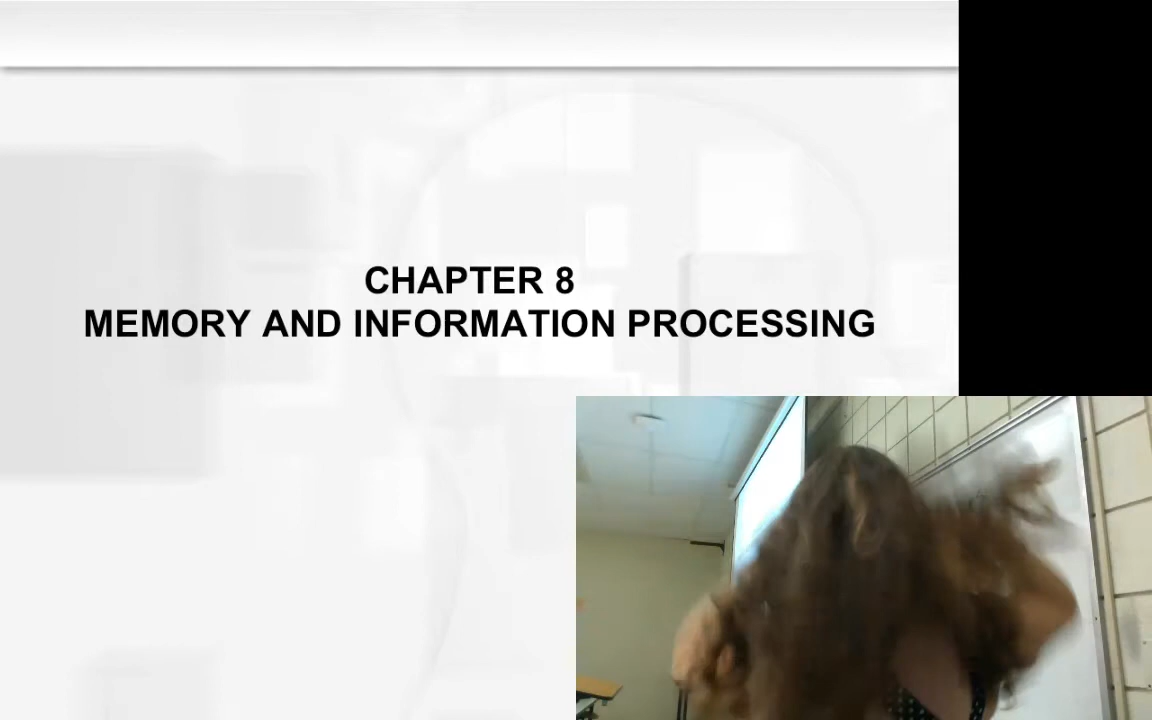 CHAPTER 8
MEMORY AND INFORMATION PROCESSING